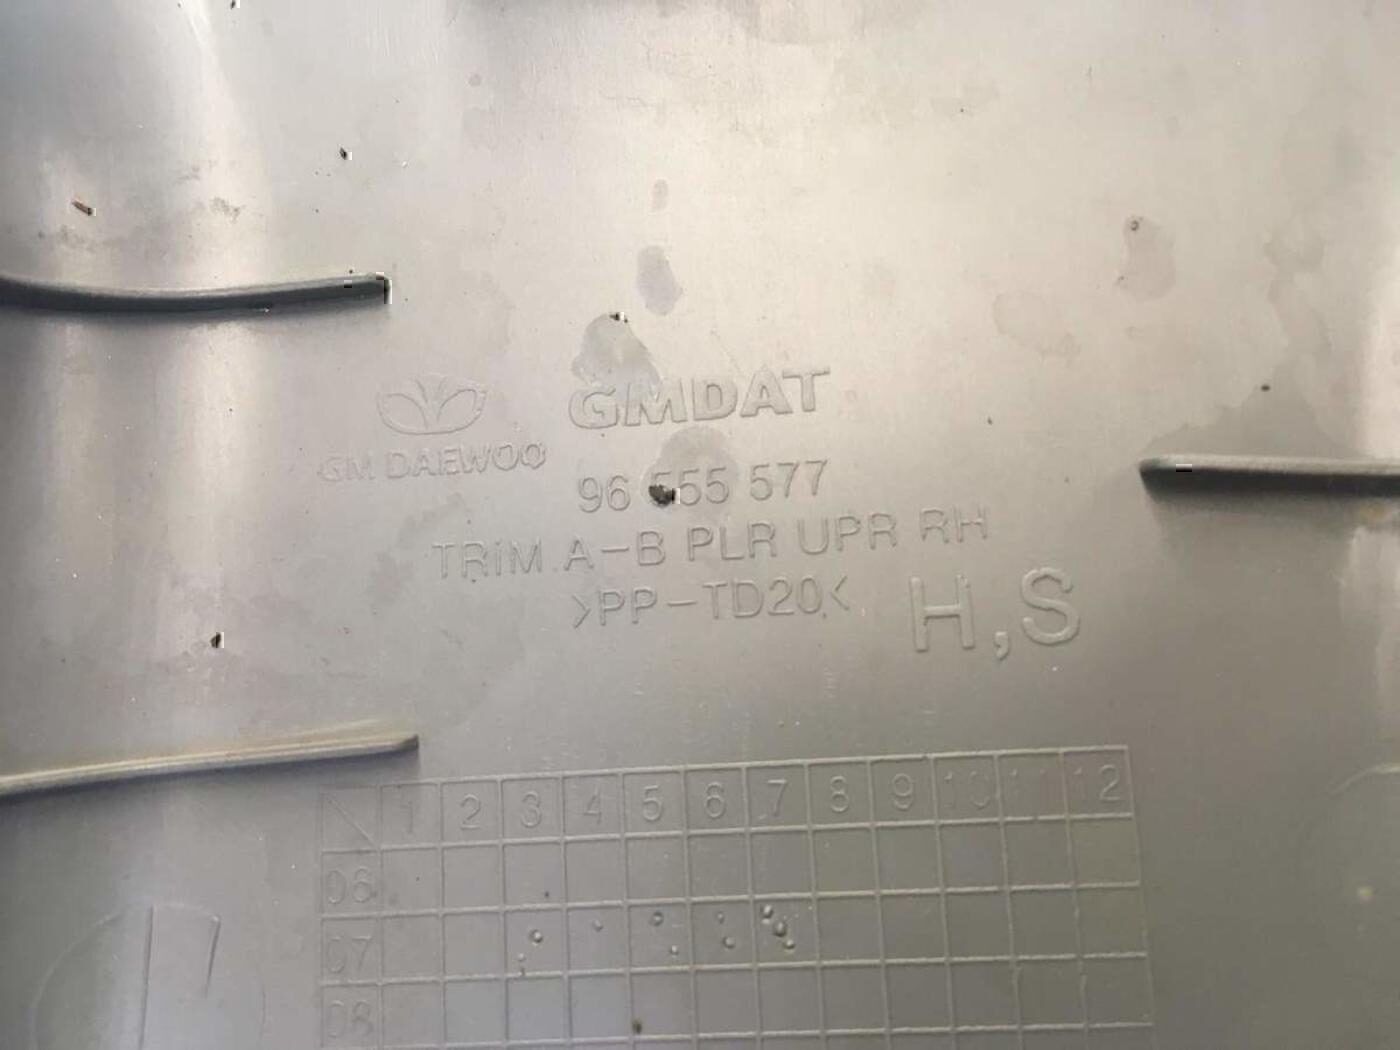 GMDAT
GM DAEWOO
96 555 577
TRIM A-B PLR UPR RH
>PP-TD20<
H,S
1 2 3 4 5 6 7 8 9 10 11 12
06
07
08